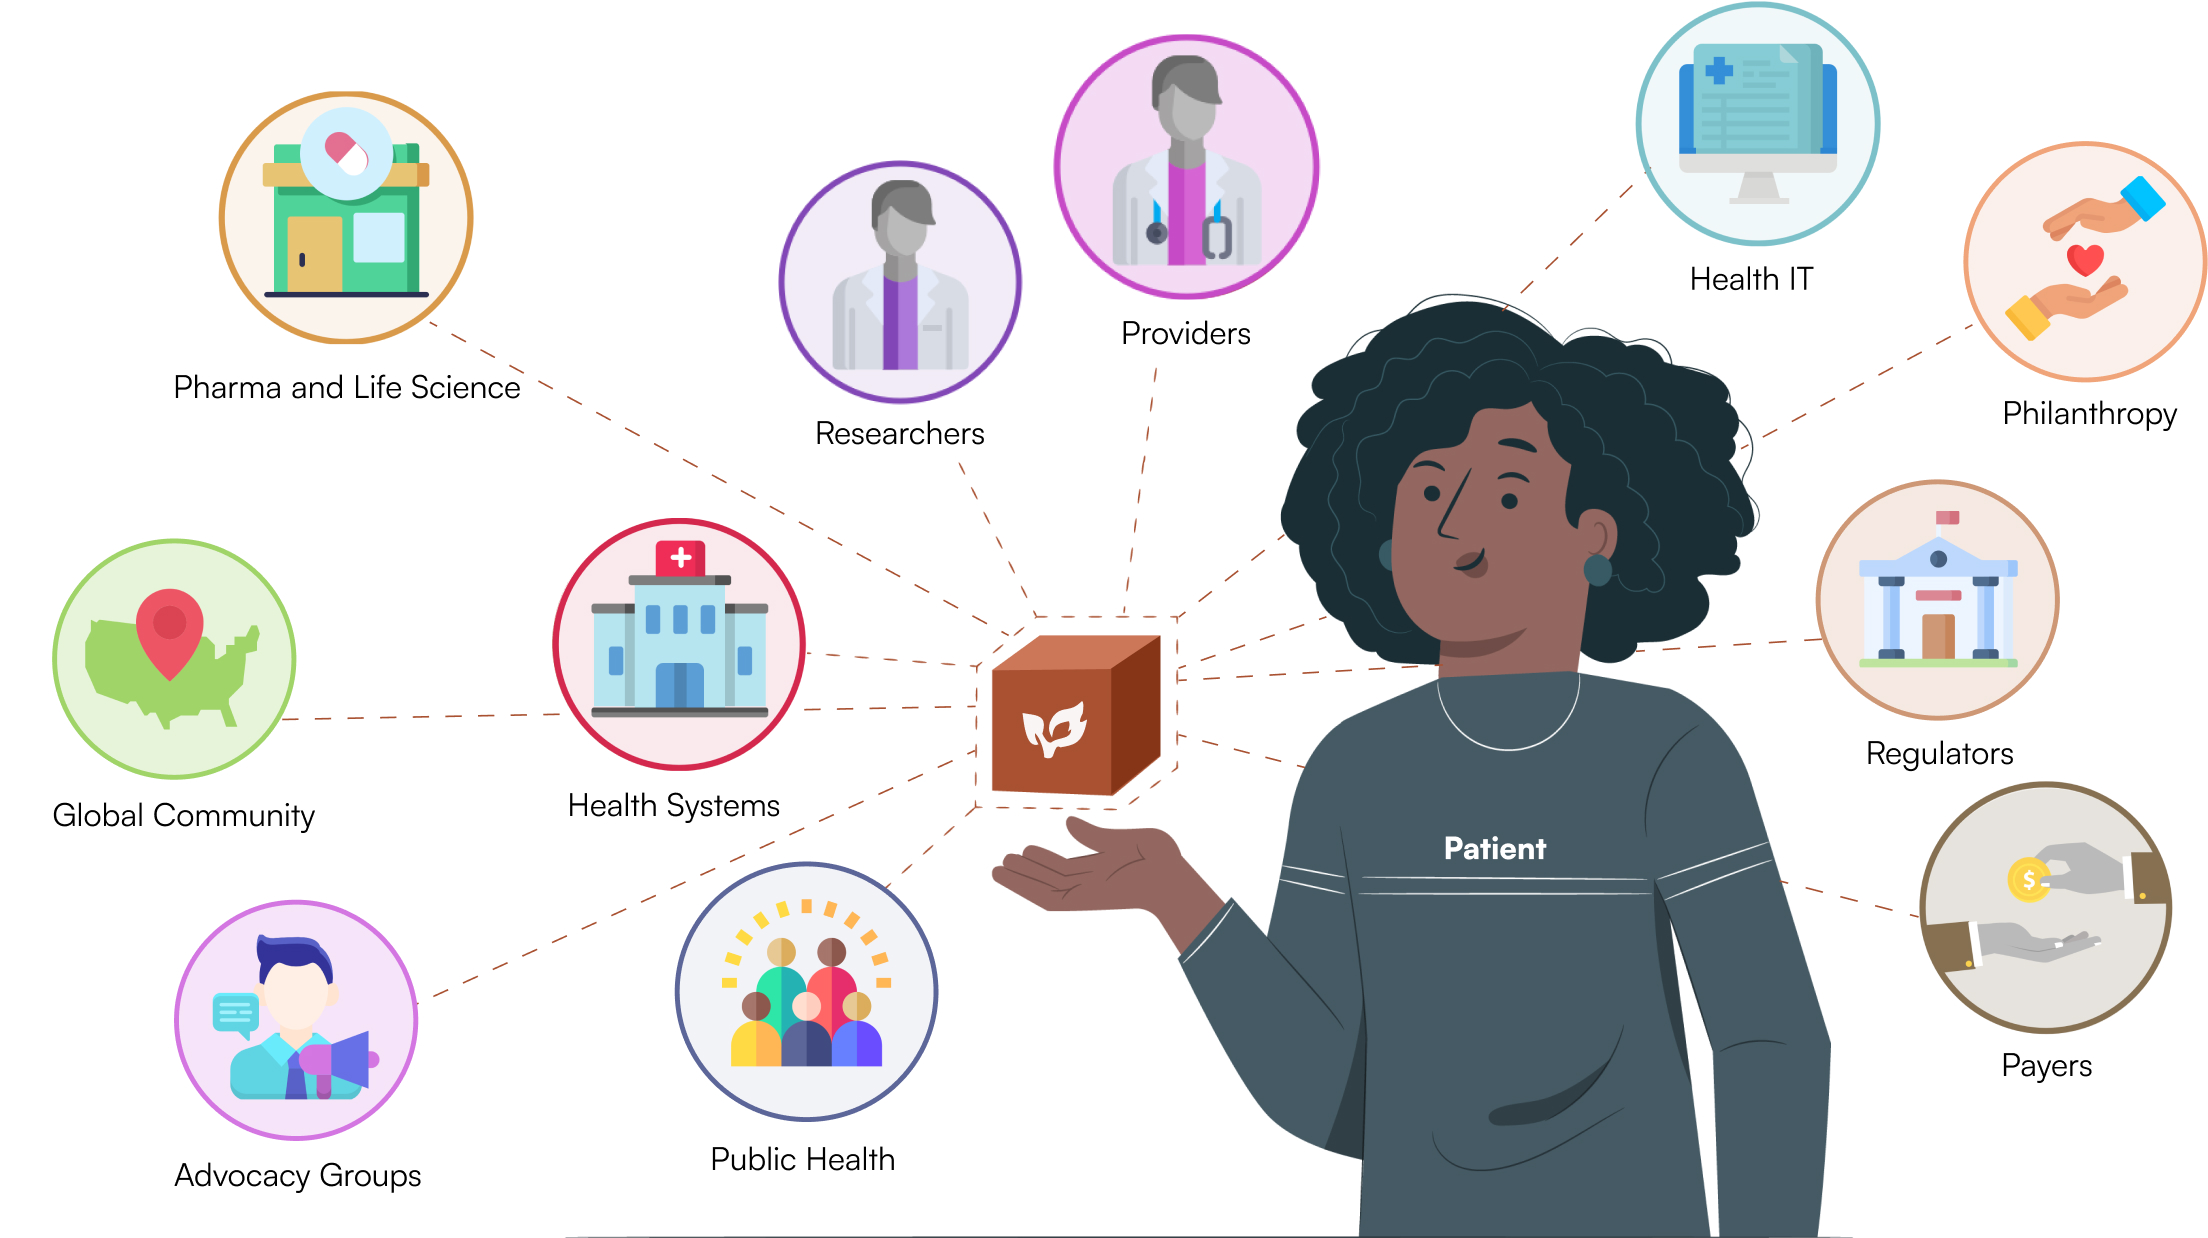 Health IT
Providers
Pharma and Life Science
Philanthropy
Researchers
Regulators
Health Systems
Global Community
Patient
$
Payers
Public Health
Advocacy Groups